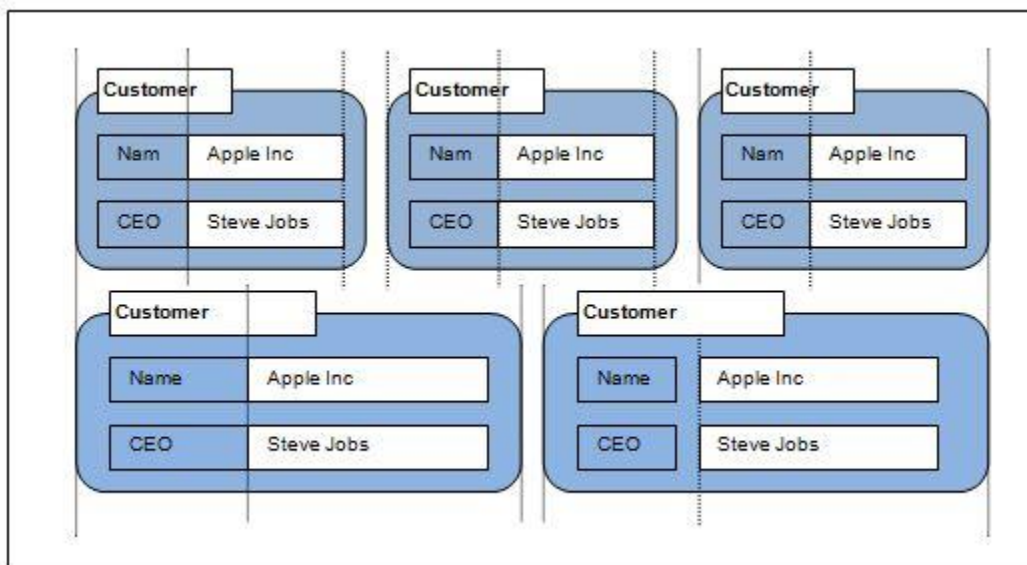 Customer Customer Customer
Nam Apple Inc Nam Apple Inc Nam Apple Inc
CEO Steve Jobs CEO Steve Jobs CEO Steve Jobs
Customer Customer
Name Apple Inc Name Apple Inc
CEO Steve Jobs CEO Steve Jobs